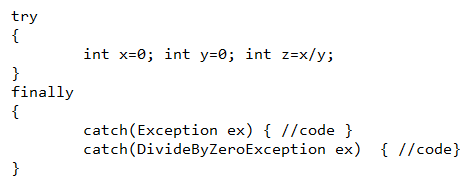 try
{
int x=0; int y=0; int z=x/y;
}
finally
{
catch(Exception ex) { //code }
catch(DivideByZeroException ex)  { //code}
}